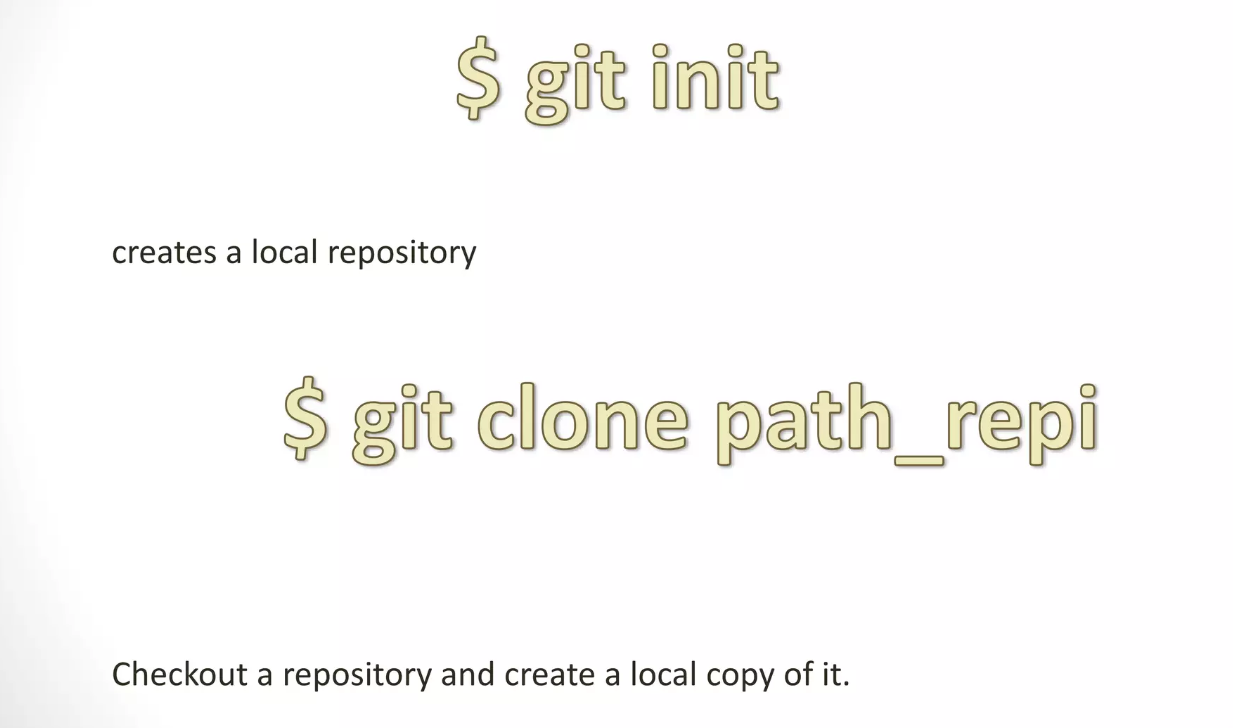 $ git init
creates a local repository
$ git clone path_repi
Checkout a repository and create a local copy of it.